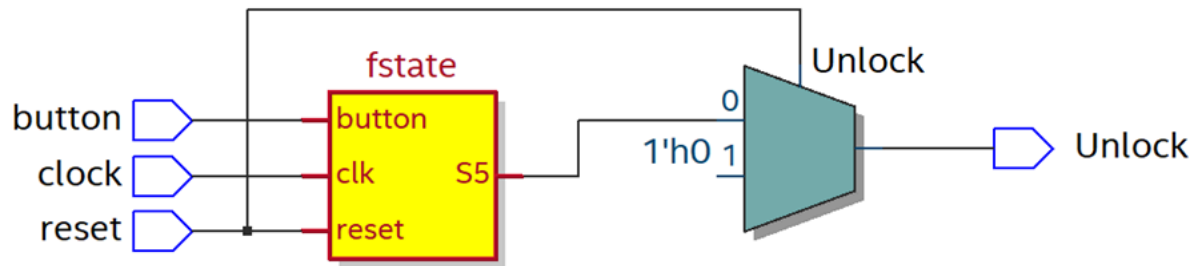 fstate
Unlock
button
button
0
clock
clk
S5
1'h0
1
Unlock
reset
reset